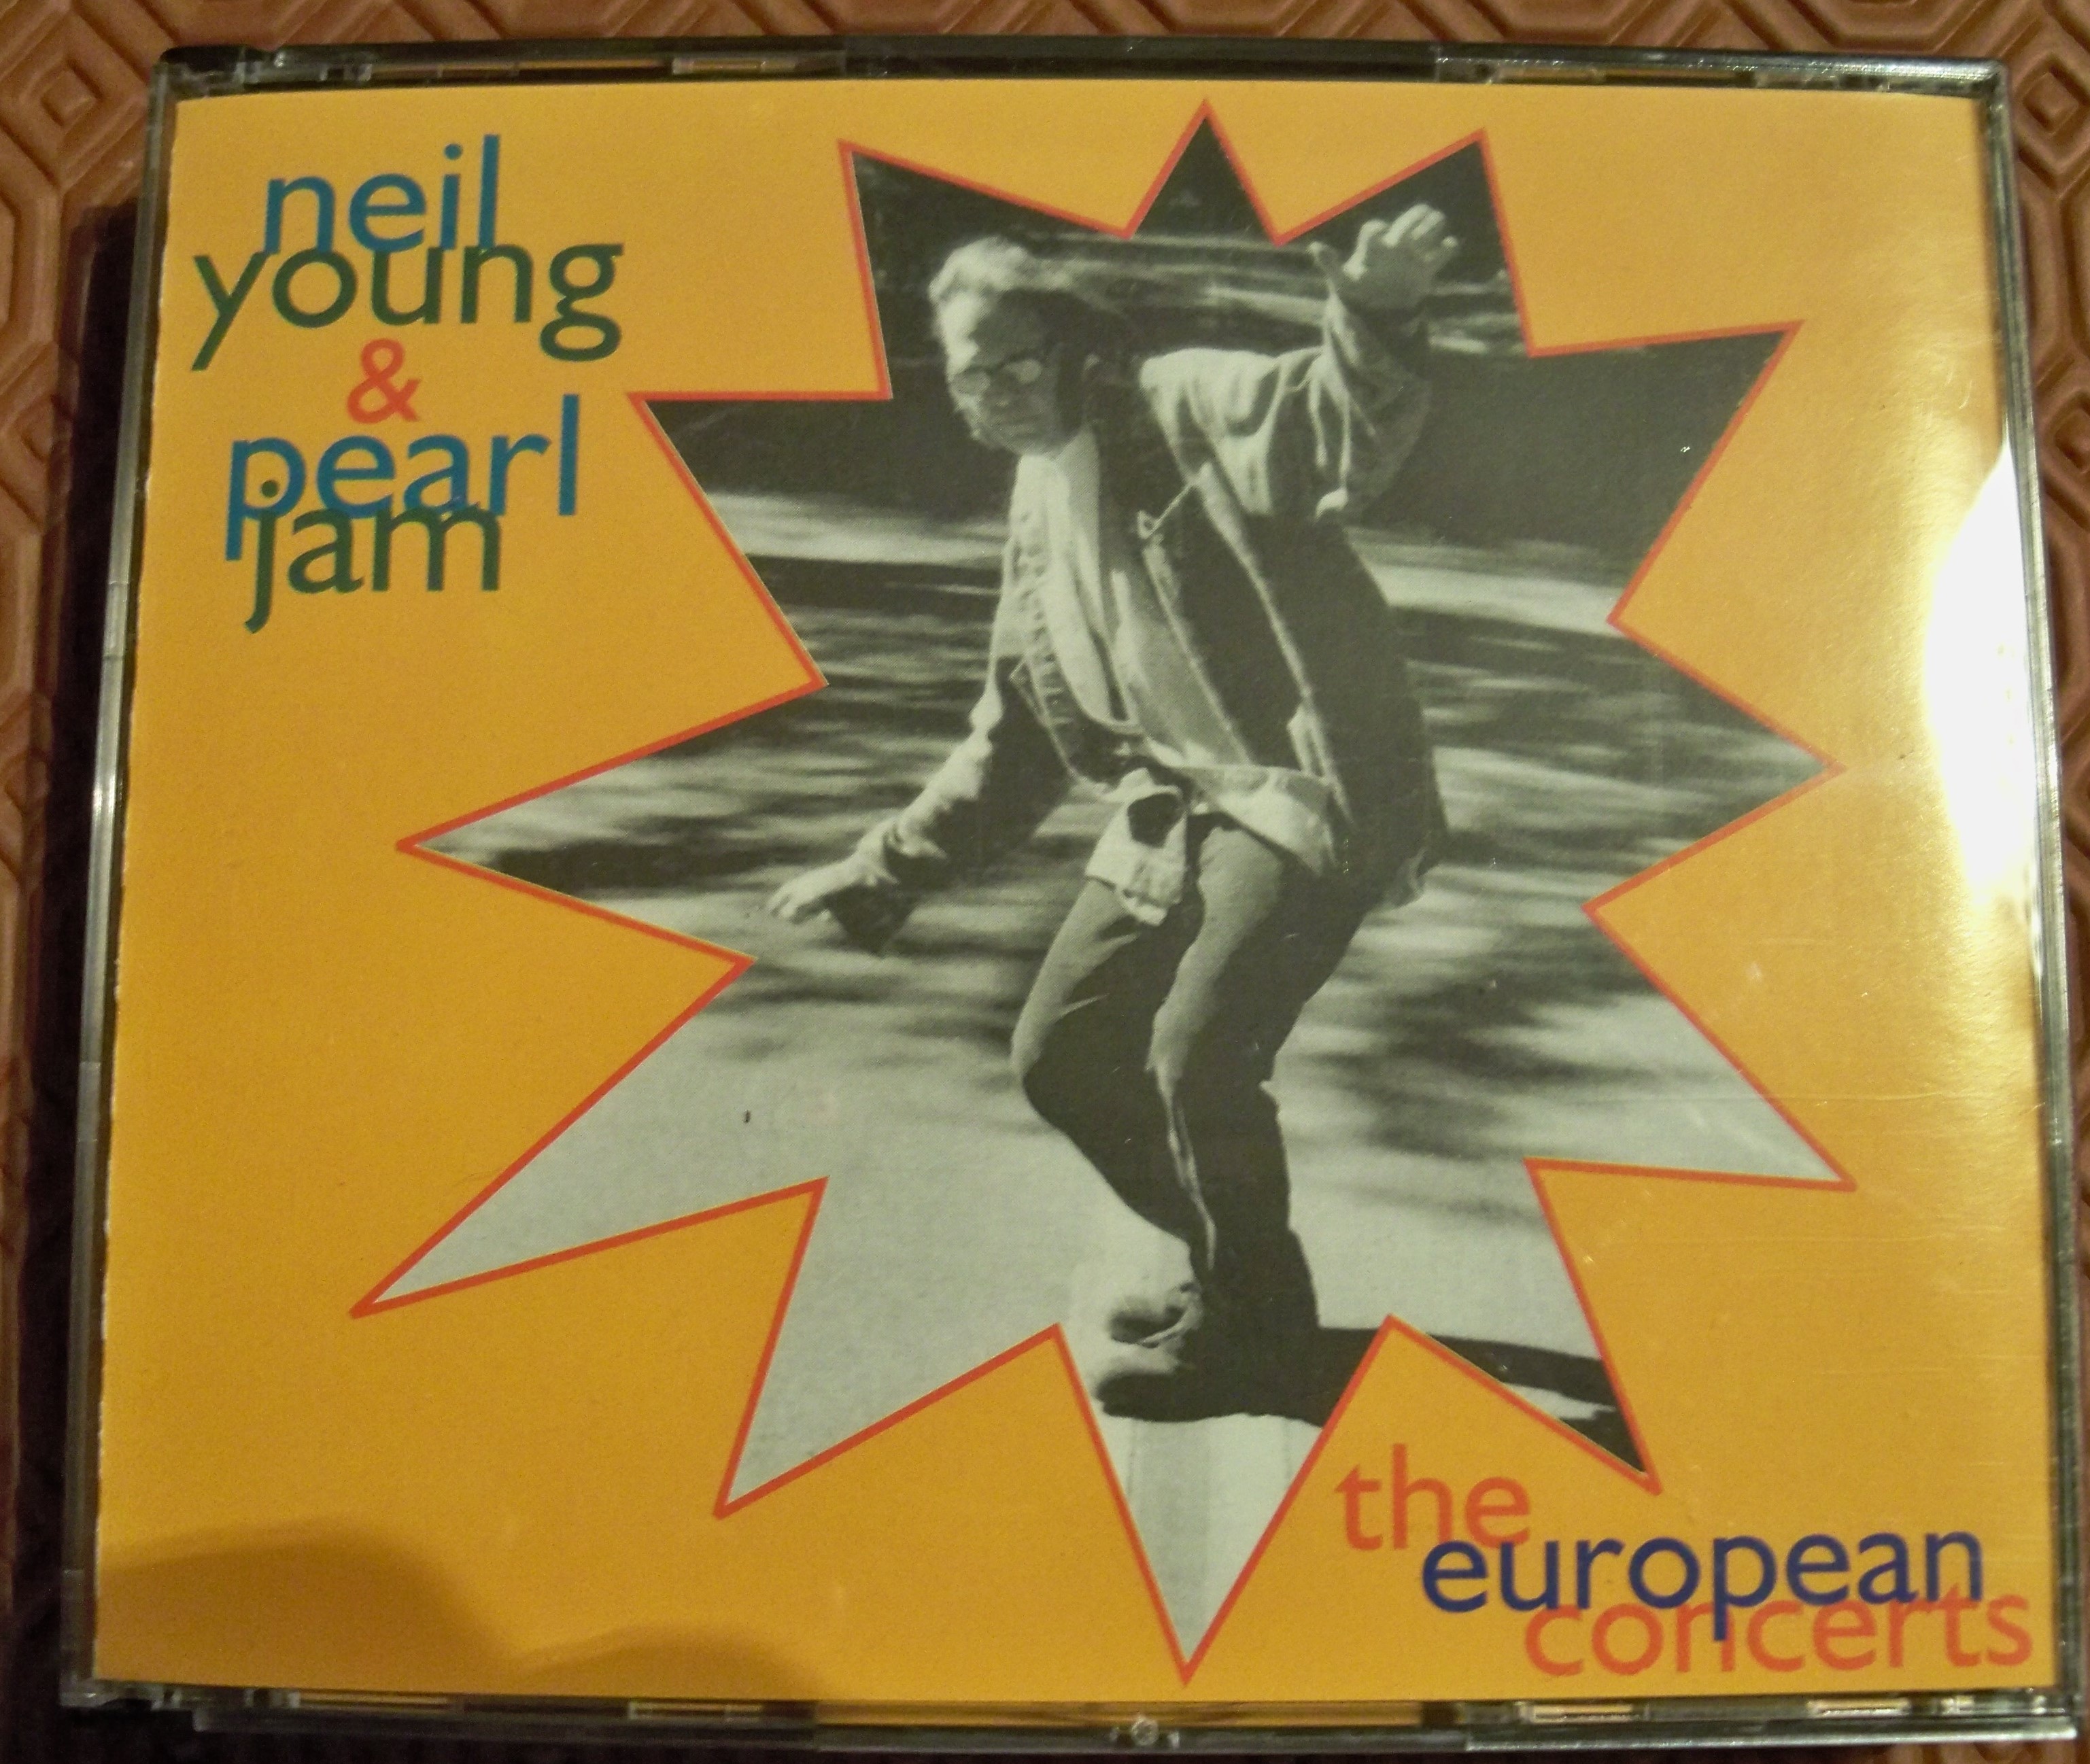 neil
young
&
pearl
jam
the
european
concerts